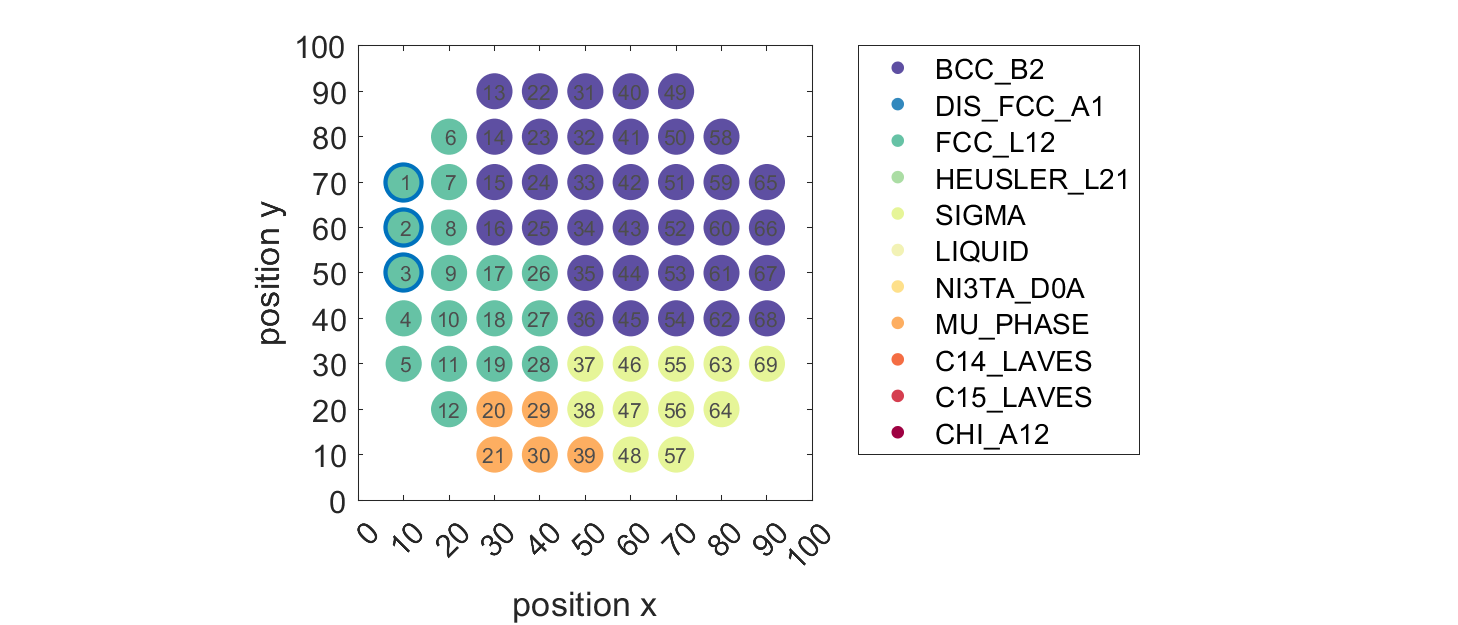 100
13 22 31 40 49
90
6 14 23 32 41 50 58
80
1 7 15 24 33 42 51 59 65
70
2 8 16 25 34 43 52 60 66
60
3 9 17 26 35 44 53 61 67
50
4 10 18 27 36 45 54 62 68
40
5 11 19 28 37 46 55 63 69
30
12 20 29 38 47 56 64
20
21 30 39 48 57
10
0
position y
0 10 20 30 40 50 60 70 80 90 100
position x
BCC_B2
DIS_FCC_A1
FCC_L12
HEUSLER_L21
SIGMA
LIQUID
NI3TA_D0A
MU_PHASE
C14_LAVES
C15_LAVES
CHI_A12